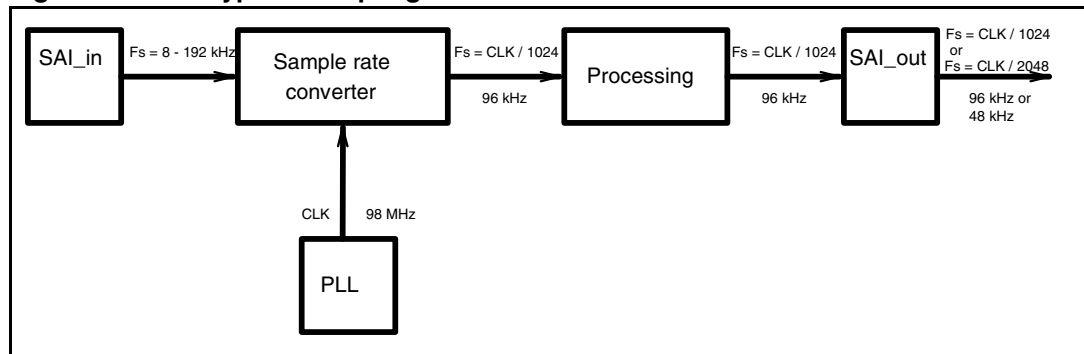 SAI_in
Fs = 8 - 192 kHz
Sample rate
converter
Fs = CLK / 1024
96 kHz
Processing
Fs = CLK / 1024
96 kHz
SAI_out
Fs = CLK / 1024
or
Fs = CLK / 2048
96 kHz or
48 kHz
CLK
98 MHz
PLL